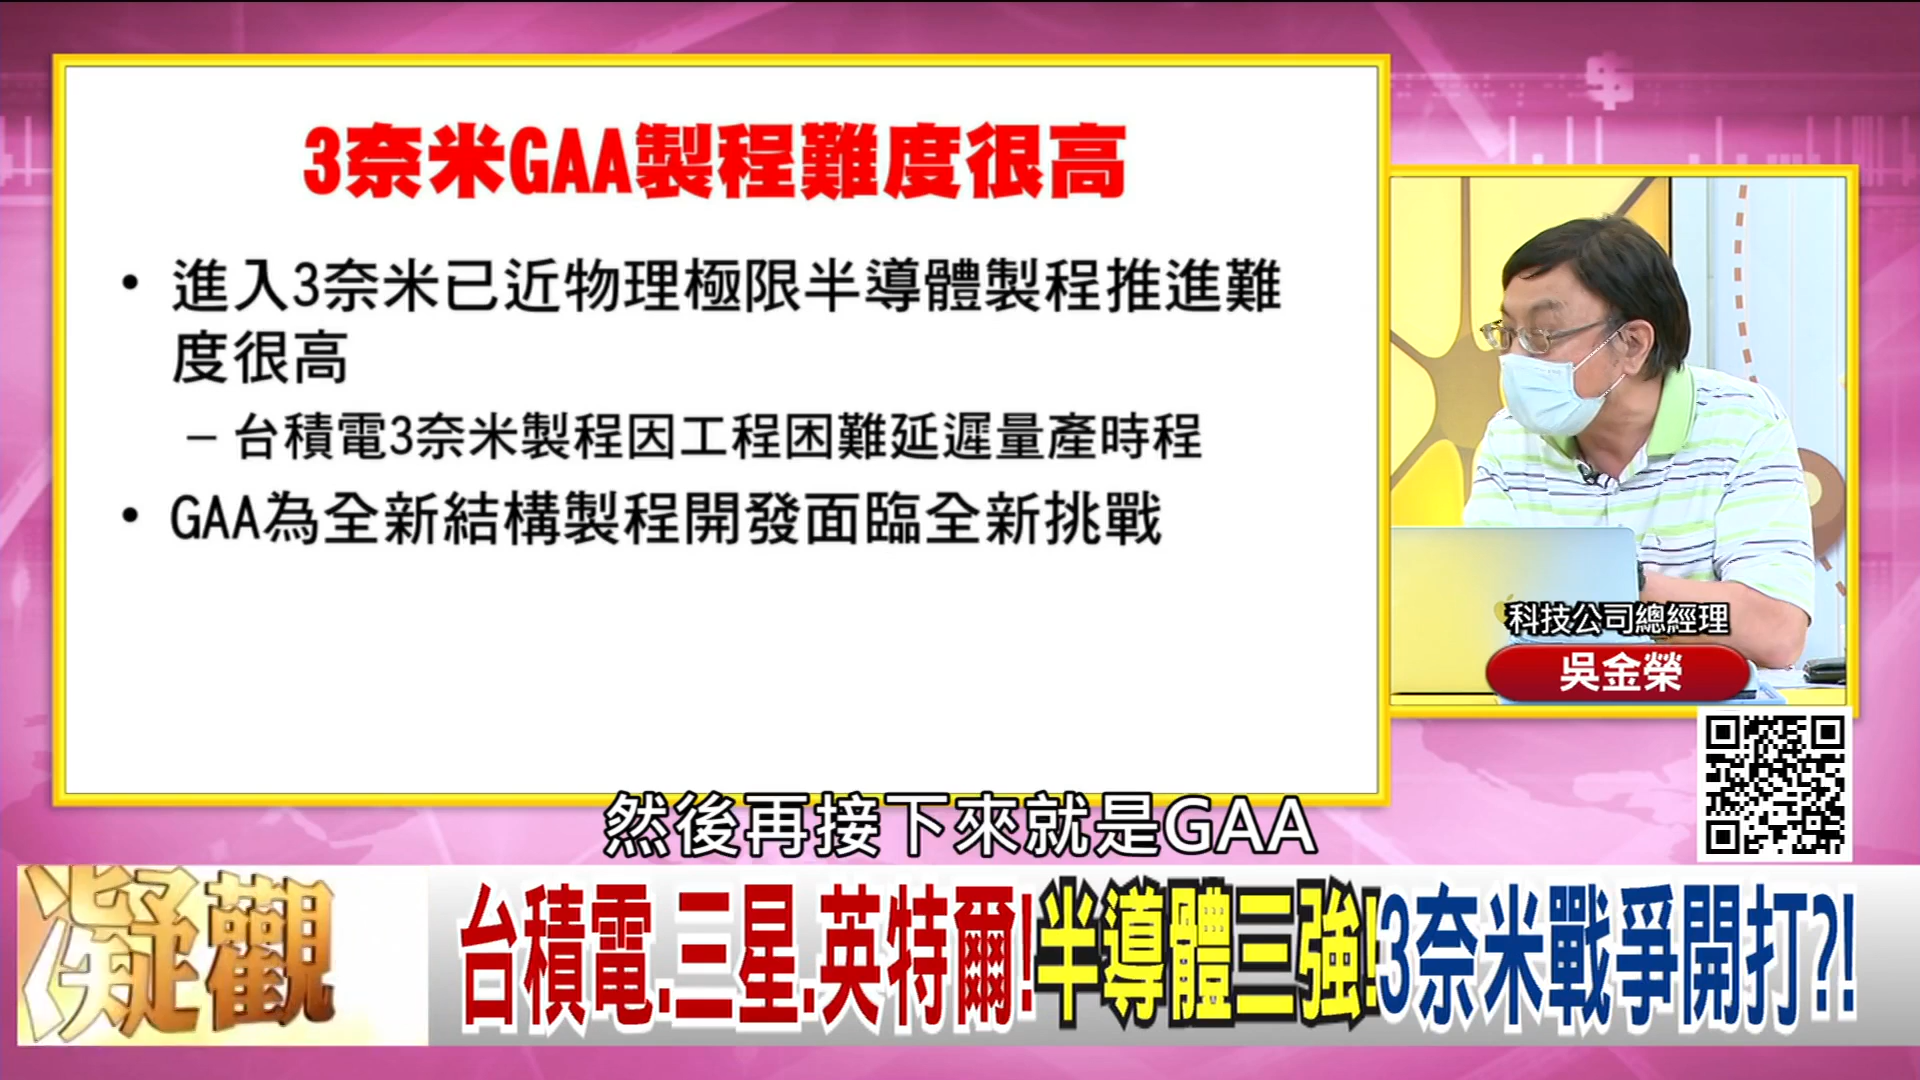 3奈米GAA製程難度很高
• 進入3奈米已近物理極限半導體製程推進難
度很高
– 台積電3奈米製程因工程困難延遲量產時程
• GAA為全新結構製程開發面臨全新挑戰
科技公司總經理
吳金榮
然後再接下來就是GAA
凝觀
台積電.三星.英特爾!半導體三強!3奈米戰爭開打?!